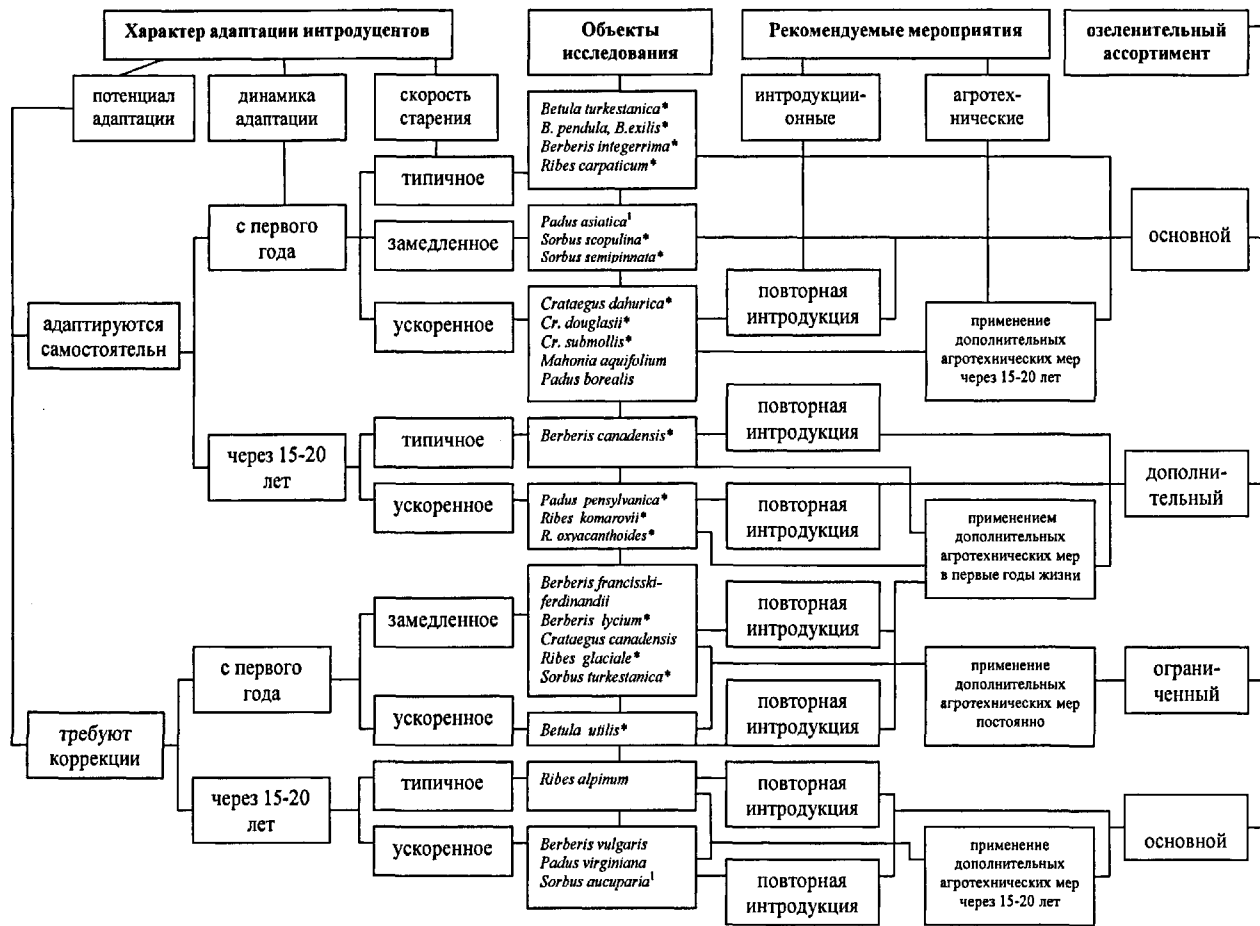 Характер адаптации интродуцентов
Объекты
исследования
Рекомендуемые мероприятия
озеленительный
ассортимент
потенциал
адаптации
динамика
адаптации
скорость
старения
интродукци-
онные
агротех-
нические
Betula turkestanica*
B. pendula, B.exilis*
Berberis integerrima*
Ribes carpaticum*
типичное
с первого
года
замедленное
Padus asiatica¹
Sorbus scopulina*
Sorbus semipinnata*
основной
адаптируются
самостоятельн
ускоренное
Crataegus dahurica*
Cr. douglasii*
Cr. submollis*
Mahonia aquifolium
Padus borealis
повторная
интродукция
применение
дополнительных
агротехнических мер
через 15-20 лет
через 15-20
лет
типичное
Berberis canadensis*
повторная
интродукция
дополни-
тельный
ускоренное
Padus pensylvanica*
Ribes komarovii*
R. oxyacanthoides*
повторная
интродукция
применением
дополнительных
агротехнических мер
в первые годы жизни
с первого
года
замедленное
Berberis francisski-
ferdinandii
Berberis lycium*
Crataegus canadensis
Ribes glaciale*
Sorbus turkestanica*
повторная
интродукция
применение
дополнительных
агротехнических мер
постоянно
ограни-
ченный
требуют
коррекции
ускоренное
Betula utilis*
повторная
интродукция
через 15-20
лет
типичное
Ribes alpinum
повторная
интродукция
основной
ускоренное
Berberis vulgaris
Padus virginiana
Sorbus aucuparia¹
повторная
интродукция
применение
дополнительных
агротехнических мер
через 15-20 лет